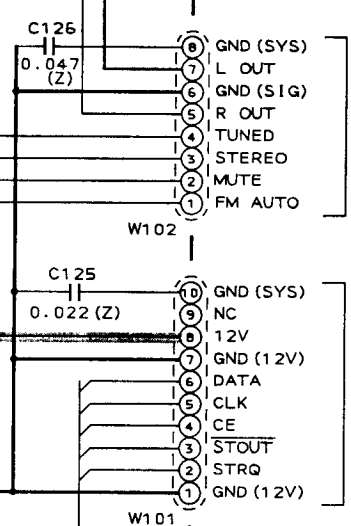 C126
0.047
(Z)
8 GND (SYS)
7 L OUT
6 GND (SIG)
5 R OUT
4 TUNED
3 STEREO
2 MUTE
1 FM AUTO
W102
C125
0.022 (Z)
10 GND (SYS)
9 NC
8 12V
7 GND (12V)
6 DATA
5 CLK
4 CE
3 STOUT
2 STRQ
1 GND (12V)
W101